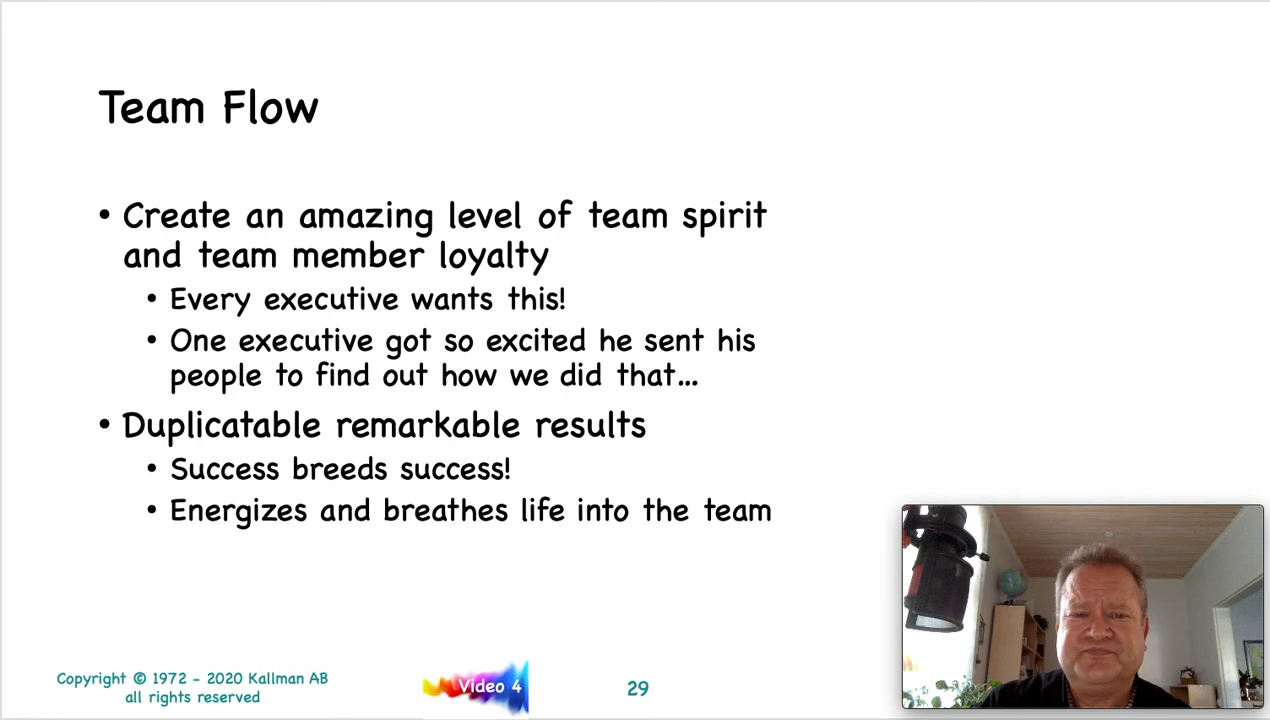 Team Flow
• Create an amazing level of team spirit
and team member loyalty
• Every executive wants this!
• One executive got so excited he sent his
people to find out how we did that...
• Duplicatable remarkable results
• Success breeds success!
• Energizes and breathes life into the team
Copyright © 1972 - 2020 Kallman AB
all rights reserved
Video 4
29